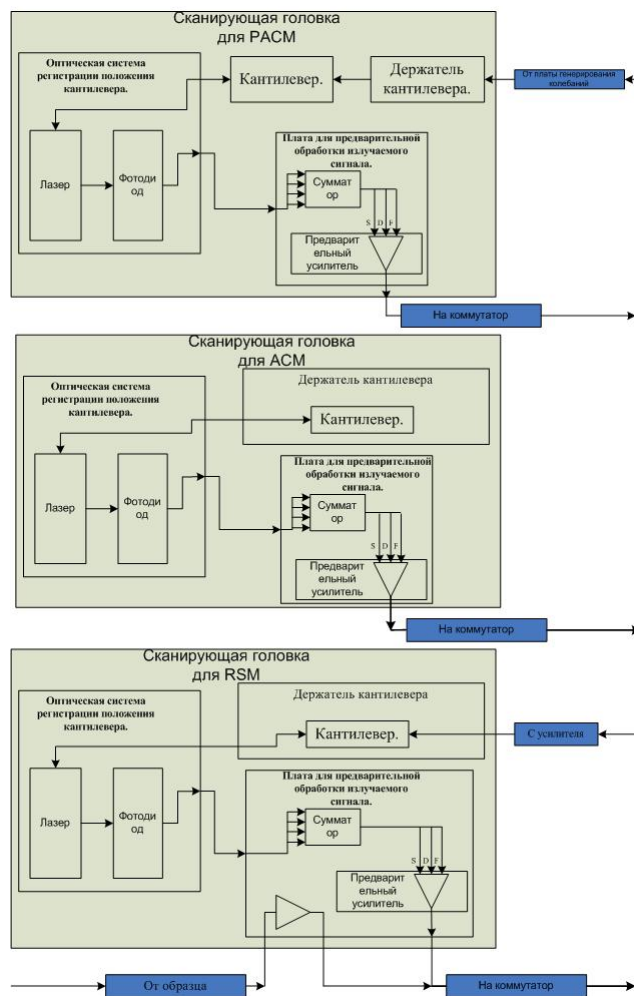 Сканирующая головка
для РАСМ
Оптическая система
регистрации положения
кантилевера.
Кантилевер.
Держатель
кантилевера.
От платы генерирования
колебаний
Лазер
Фотоди
од
Плата для предварительной
обработки излучаемого
сигнала.
Суммат
ор
S D F
Предварит
ельный
усилитель
На коммутатор
Сканирующая головка
для АСМ
Оптическая система
регистрации положения
кантилевера.
Держатель кантилевера
Кантилевер.
Лазер
Фотоди
од
Плата для предварительной
обработки излучаемого
сигнала.
Суммат
ор
S D F
Предварит
ельный
усилитель
На коммутатор
Сканирующая головка
для RSM
Оптическая система
регистрации положения
кантилевера.
Держатель кантилевера
Кантилевер.
С усилителя
Лазер
Фотоди
од
Плата для предварительной
обработки излучаемого
сигнала.
Суммат
ор
S D F
Предварит
ельный
усилитель
От образца
На коммутатор